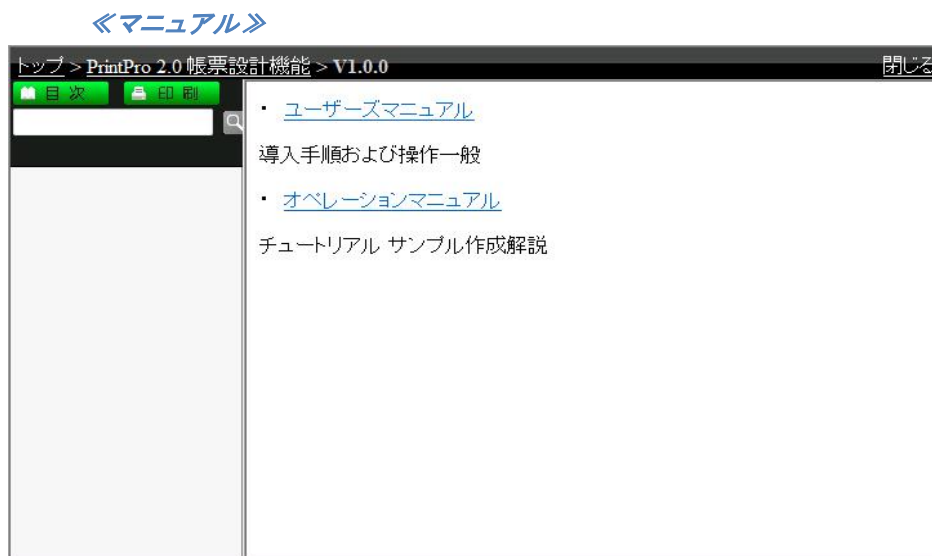 ≪マニュアル≫
トップ > PrintPro 2.0 帳票設計機能 > V1.0.0 閉じる
目次 印刷
・ ユーザーズマニュアル
導入手順および操作一般
・ オペレーションマニュアル
チュートリアル サンプル作成解説